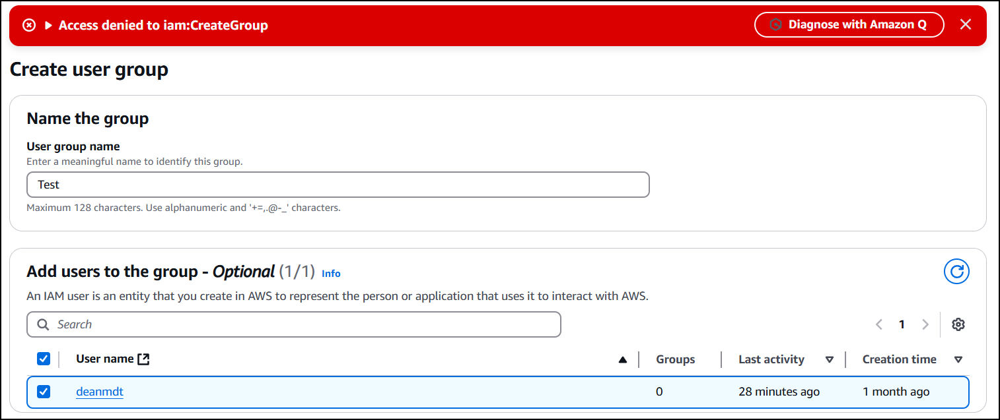 Access denied to iam:CreateGroup Diagnose with Amazon Q
Create user group
Name the group
User group name
Enter a meaningful name to identify this group.
Test
Maximum 128 characters. Use alphanumeric and '+=,.@-_' characters.
Add users to the group - Optional (1/1) Info
An IAM user is an entity that you create in AWS to represent the person or application that uses it to interact with AWS.
Search 1
User name Groups Last activity Creation time
deanmdt 0 28 minutes ago 1 month ago